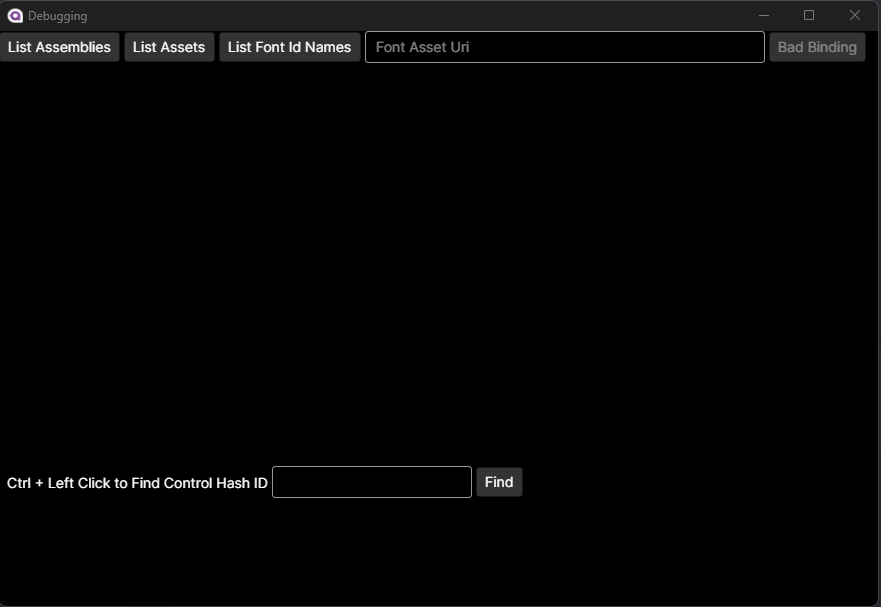 Debugging
List Assemblies List Assets List Font Id Names Font Asset Uri Bad Binding
Ctrl + Left Click to Find Control Hash ID Find